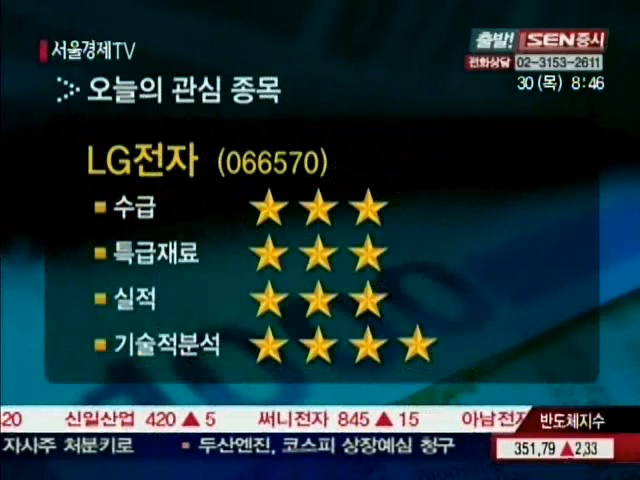 서울경제TV
출발! SEN증시
전화상담 02-3153-2611
30(목) 8:46
오늘의 관심 종목
LG전자 (066570)
수급
특급재료
실적
기술적분석
20 신일산업 420▲5 써니전자 845▲15 아남전자
반도체지수
자사주 처분키로 ▪ 두산엔진, 코스피 상장예심 청구
351,79▲2,33